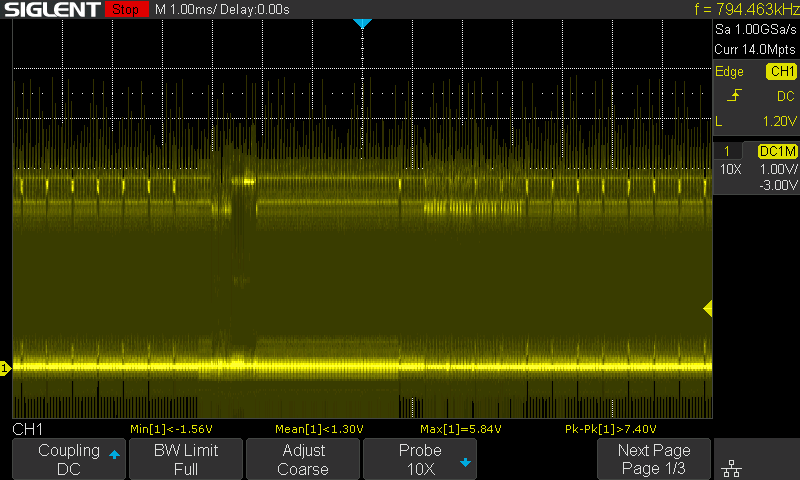 SIGLENT Stop M 1.00ms/ Delay:0.00s f = 794.463kHz
Sa 1.00GSa/s
Curr 14.0Mpts
Edge CH1
DC
L 1.20V
1 DC1M
10X 1.00V/
-3.00V
1
CH1 Min[1]<-1.56V Mean[1]<1.30V Max[1]=5.84V Pk-Pk[1]>7.40V
Coupling BW Limit Adjust Probe Next Page
DC Full Coarse 10X Page 1/3